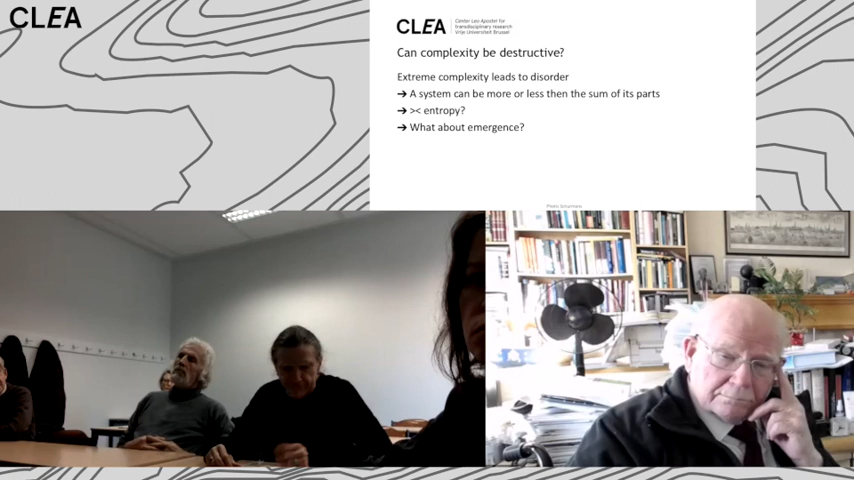 CLEA
CLEA
Center Leo Apostel for
transdisciplinary research
Vrije Universiteit Brussel
Can complexity be destructive?
Extreme complexity leads to disorder
➔ A system can be more or less then the sum of its parts
➔ >< entropy?
➔ What about emergence?